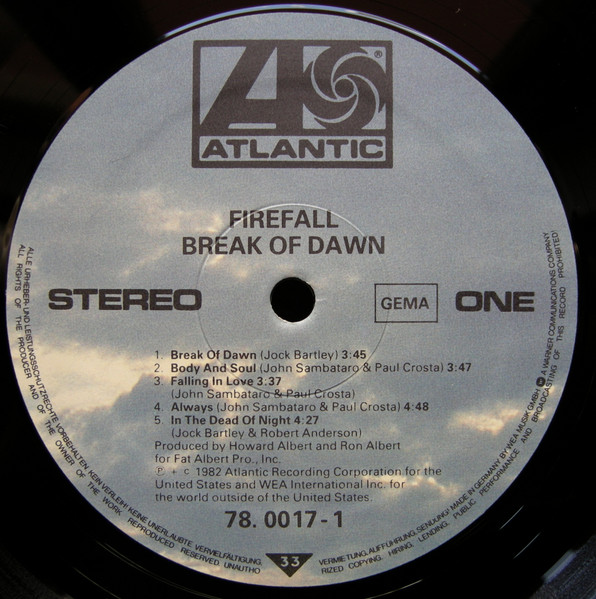 ATLANTIC
®
FIREFALL
BREAK OF DAWN
STEREO
GEMA
ONE
1. Break Of Dawn (Jock Bartley) 3:45
2. Body And Soul (John Sambataro & Paul Crosta) 3:47
3. Falling In Love 3.37
(John Sambataro & Paul Crosta)
4. Always (John Sambataro & Paul Crosta) 4:48
5. In The Dead Of Night 4:27
(Jock Bartley & Robert Anderson)
Produced by Howard Albert and Ron Albert
for Fat Albert Pro., Inc.
℗ + © 1982 Atlantic Recording Corporation for the
United States and WEA International Inc. for
the world outside of the United States.
78. 0017-1
33
ALLE URHEBER- UND LEISTUNGSSCHUTZRECHTE VORBEHALTEN. KEIN VERLEIH! KEINE UNERLAUBTE VERVIELFÄLTIGUNG, VERMIETUNG, AUFFÜHRUNG, SENDUNG! MADE IN GERMANY BY WEA MUSIK GMBH A WARNER COMMUNICATIONS COMPANY
ALL RIGHTS OF THE PRODUCER AND OF THE OWNER OF THE WORK REPRODUCED RESERVED. UNAUTHORIZED COPYING, HIRING, LENDING, PUBLIC PERFORMANCE AND BROADCASTING OF THIS RECORD PROHIBITED!